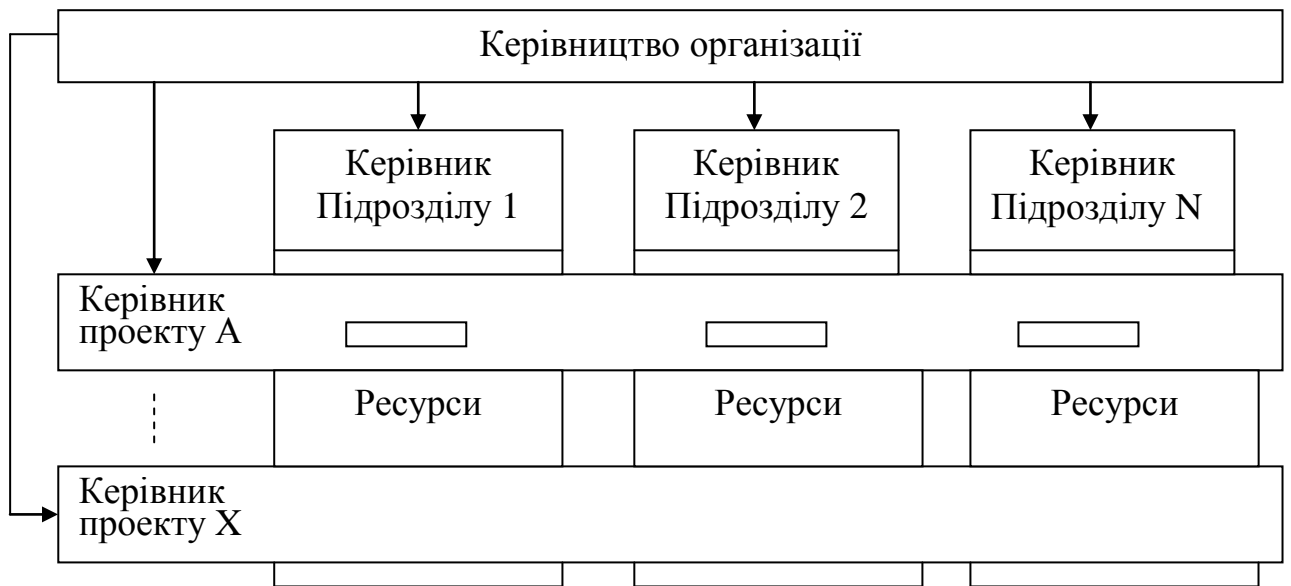 Керівництво організації
Керівник
Підрозділу 1
Керівник
Підрозділу 2
Керівник
Підрозділу N
Керівник
проекту А
Ресурси
Ресурси
Ресурси
Керівник
проекту Х